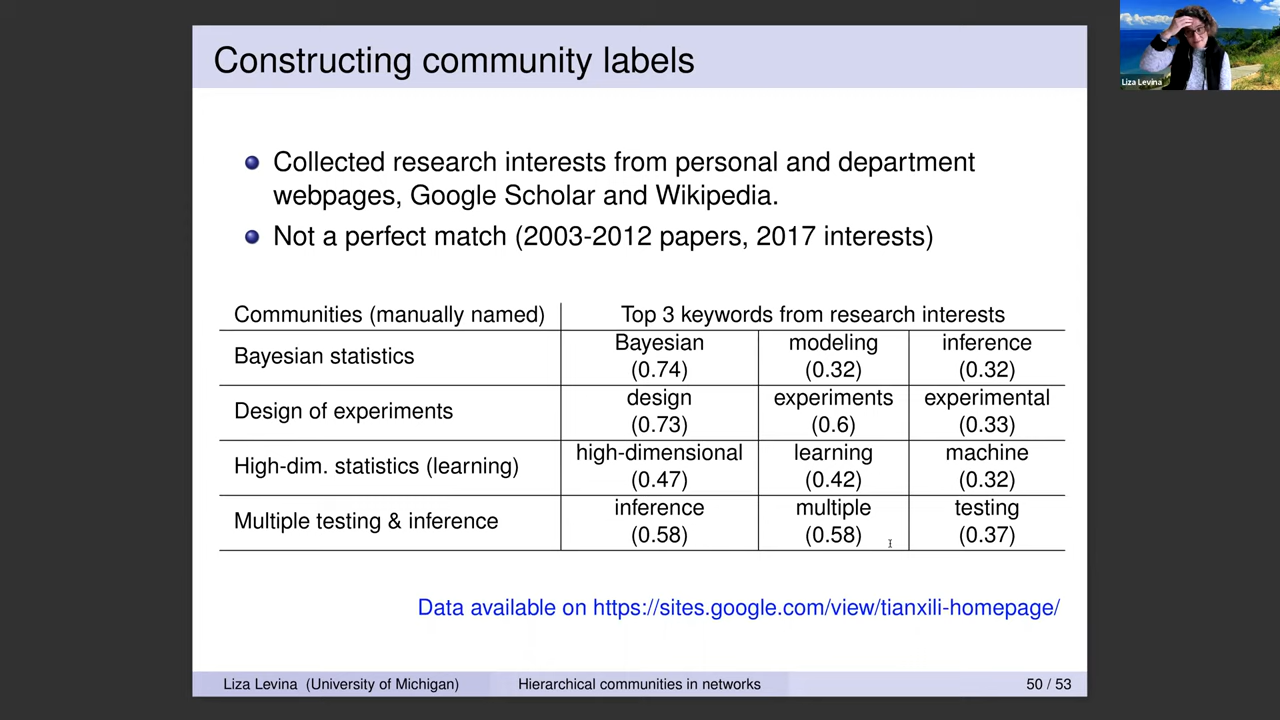 Constructing community labels
Liza Levina
Collected research interests from personal and department
webpages, Google Scholar and Wikipedia.
Not a perfect match (2003-2012 papers, 2017 interests)
Communities (manually named) Top 3 keywords from research interests
Bayesian statistics Bayesian (0.74) modeling (0.32) inference (0.32)
Design of experiments design (0.73) experiments (0.6) experimental (0.33)
High-dim. statistics (learning) high-dimensional (0.47) learning (0.42) machine (0.32)
Multiple testing & inference inference (0.58) multiple (0.58) testing (0.37)
Data available on https://sites.google.com/view/tianxili-homepage/
Liza Levina (University of Michigan) Hierarchical communities in networks 50 / 53